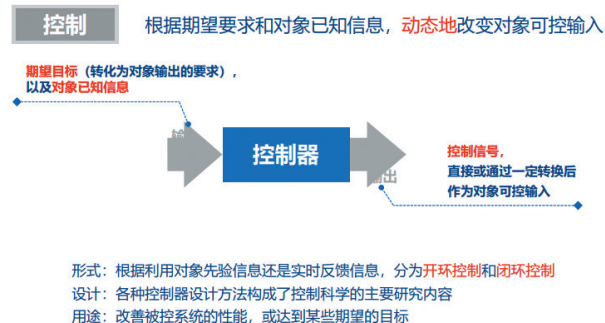 控制
根据期望要求和对象已知信息，动态地改变对象可控输入
期望目标（转化为对象输出的要求），
以及对象已知信息
控制器
控制信号，
直接或通过一定转换后
作为对象可控输入
形式：根据利用对象先验信息还是实时反馈信息，分为开环控制和闭环控制
设计：各种控制器设计方法构成了控制科学的主要研究内容
用途：改善被控系统的性能，或达到某些期望的目标